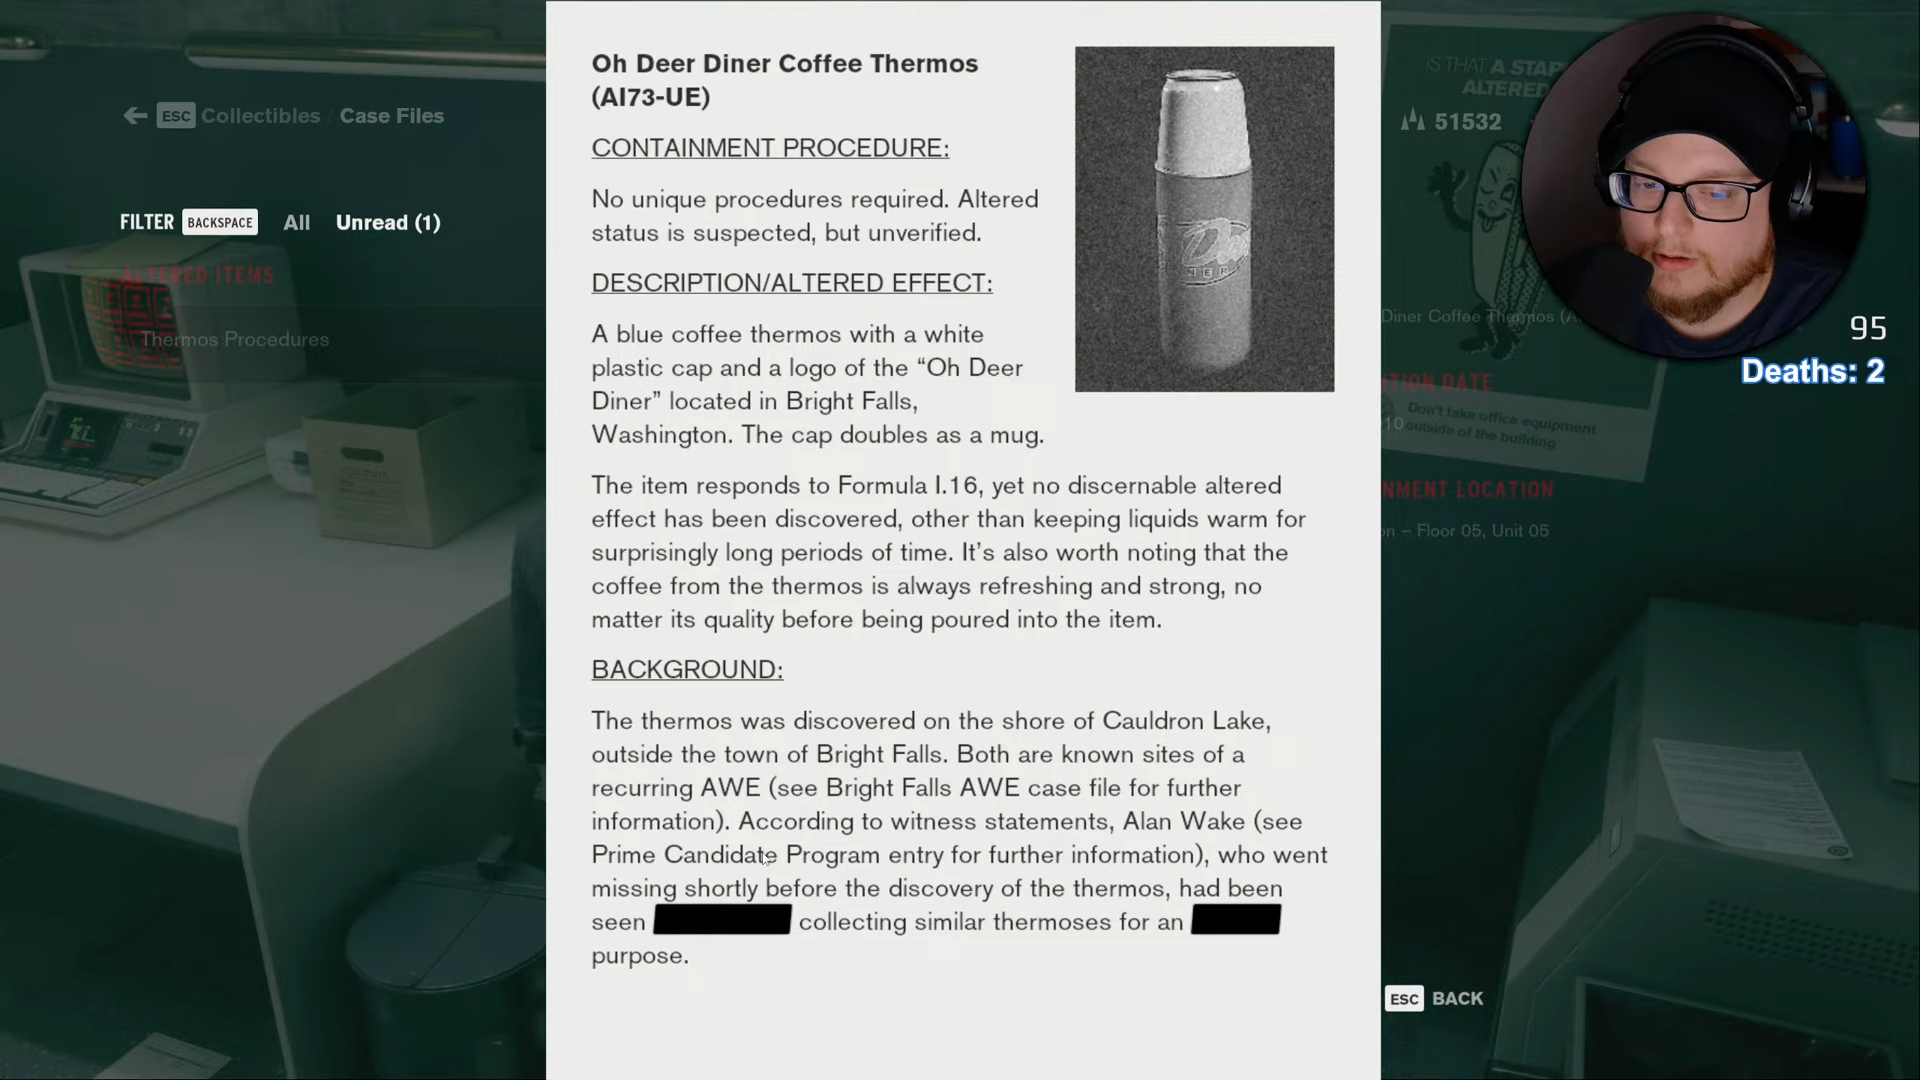 Oh Deer Diner Coffee Thermos
(AI73-UE)
CONTAINMENT PROCEDURE:
No unique procedures required. Altered
status is suspected, but unverified.
DESCRIPTION/ALTERED EFFECT:
A blue coffee thermos with a white
plastic cap and a logo of the “Oh Deer
Diner” located in Bright Falls,
Washington. The cap doubles as a mug.
The item responds to Formula I.16, yet no discernable altered
effect has been discovered, other than keeping liquids warm for
surprisingly long periods of time. It’s also worth noting that the
coffee from the thermos is always refreshing and strong, no
matter its quality before being poured into the item.
BACKGROUND:
The thermos was discovered on the shore of Cauldron Lake,
outside the town of Bright Falls. Both are known sites of a
recurring AWE (see Bright Falls AWE case file for further
information). According to witness statements, Alan Wake (see
Prime Candidate Program entry for further information), who went
missing shortly before the discovery of the thermos, had been
seen collecting similar thermoses for an
purpose.
ESC Collectibles / Case Files
FILTER BACKSPACE All Unread (1)
ALTERED ITEMS
Thermos Procedures
IS THAT A
ALTERED
51532
Diner Coffee Thermos
95
Deaths: 2
DATE
Don't take office equipment
outside of the building
LOCATION
– Floor 05, Unit 05
ESC BACK